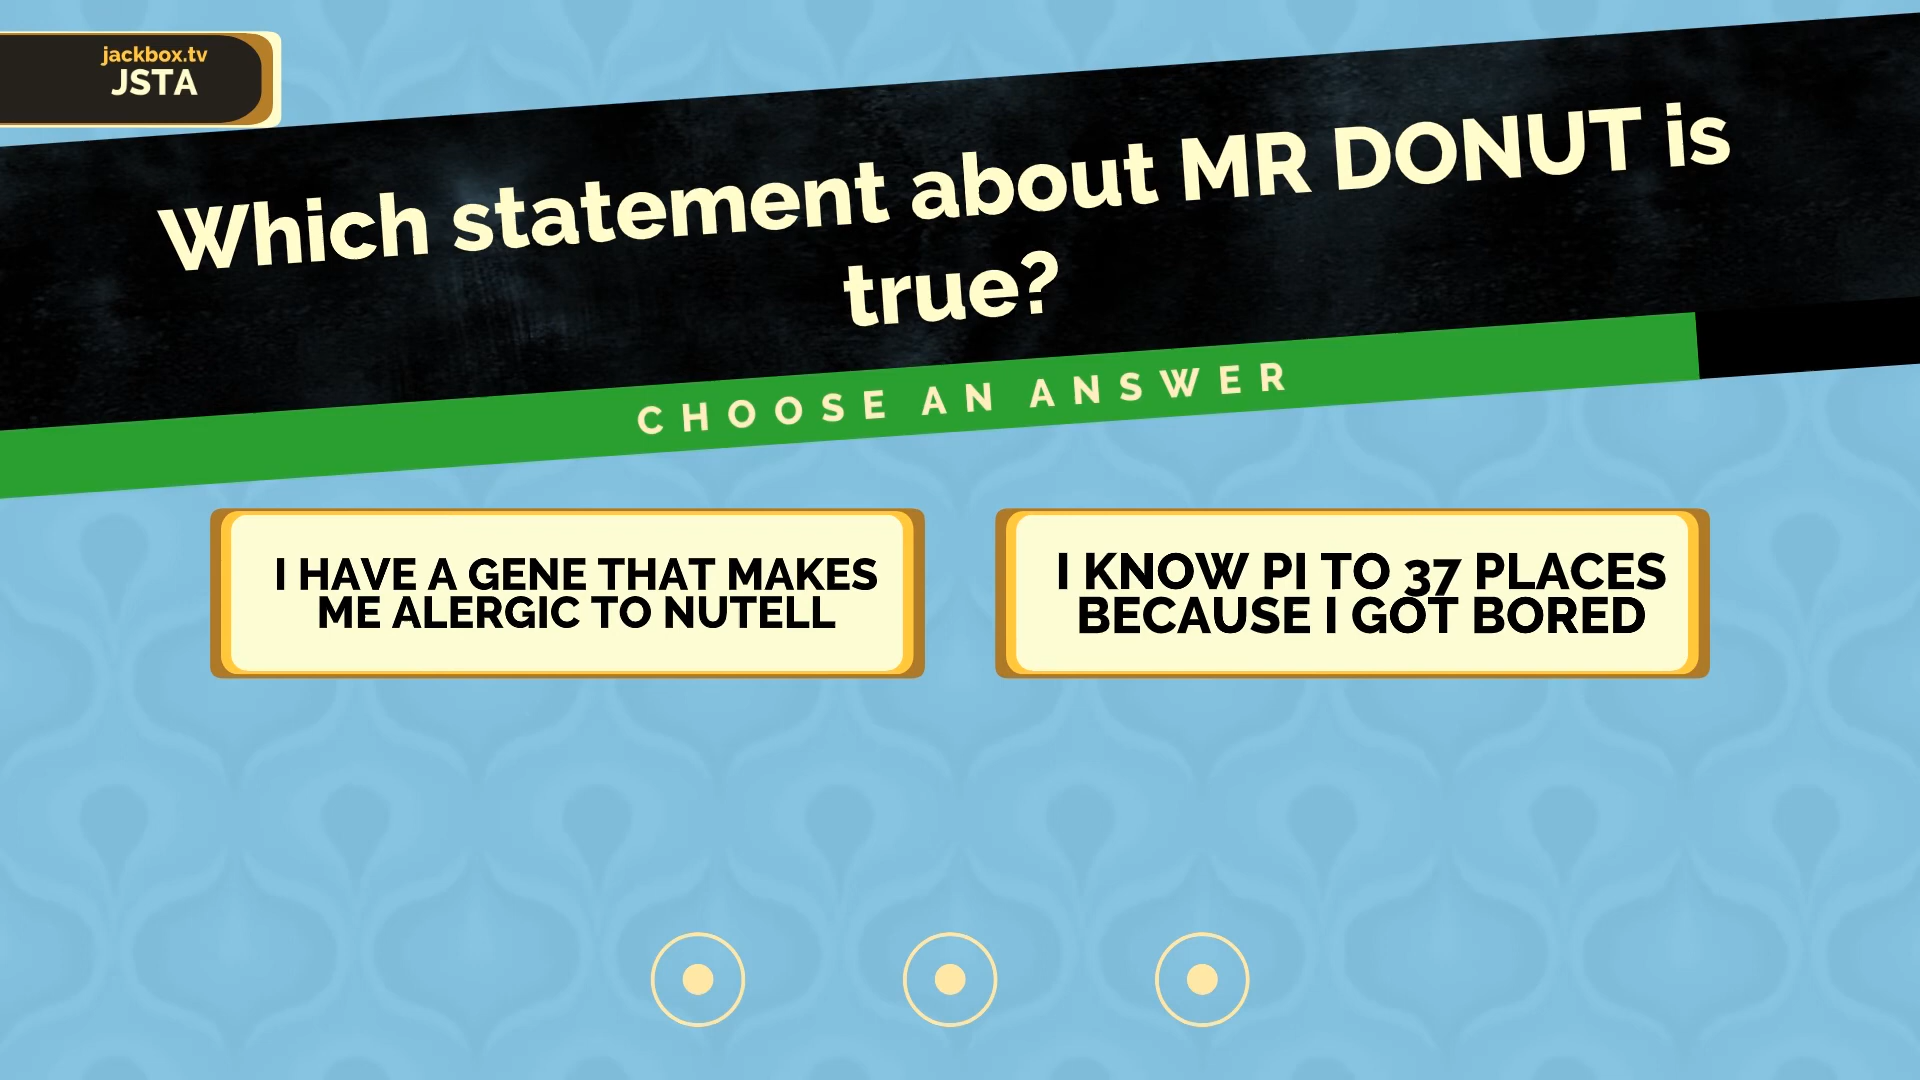 jackbox.tv
JSTA
Which statement about MR DONUT is
true?
CHOOSE AN ANSWER
I HAVE A GENE THAT MAKES
ME ALERGIC TO NUTELL
I KNOW PI TO 37 PLACES
BECAUSE I GOT BORED